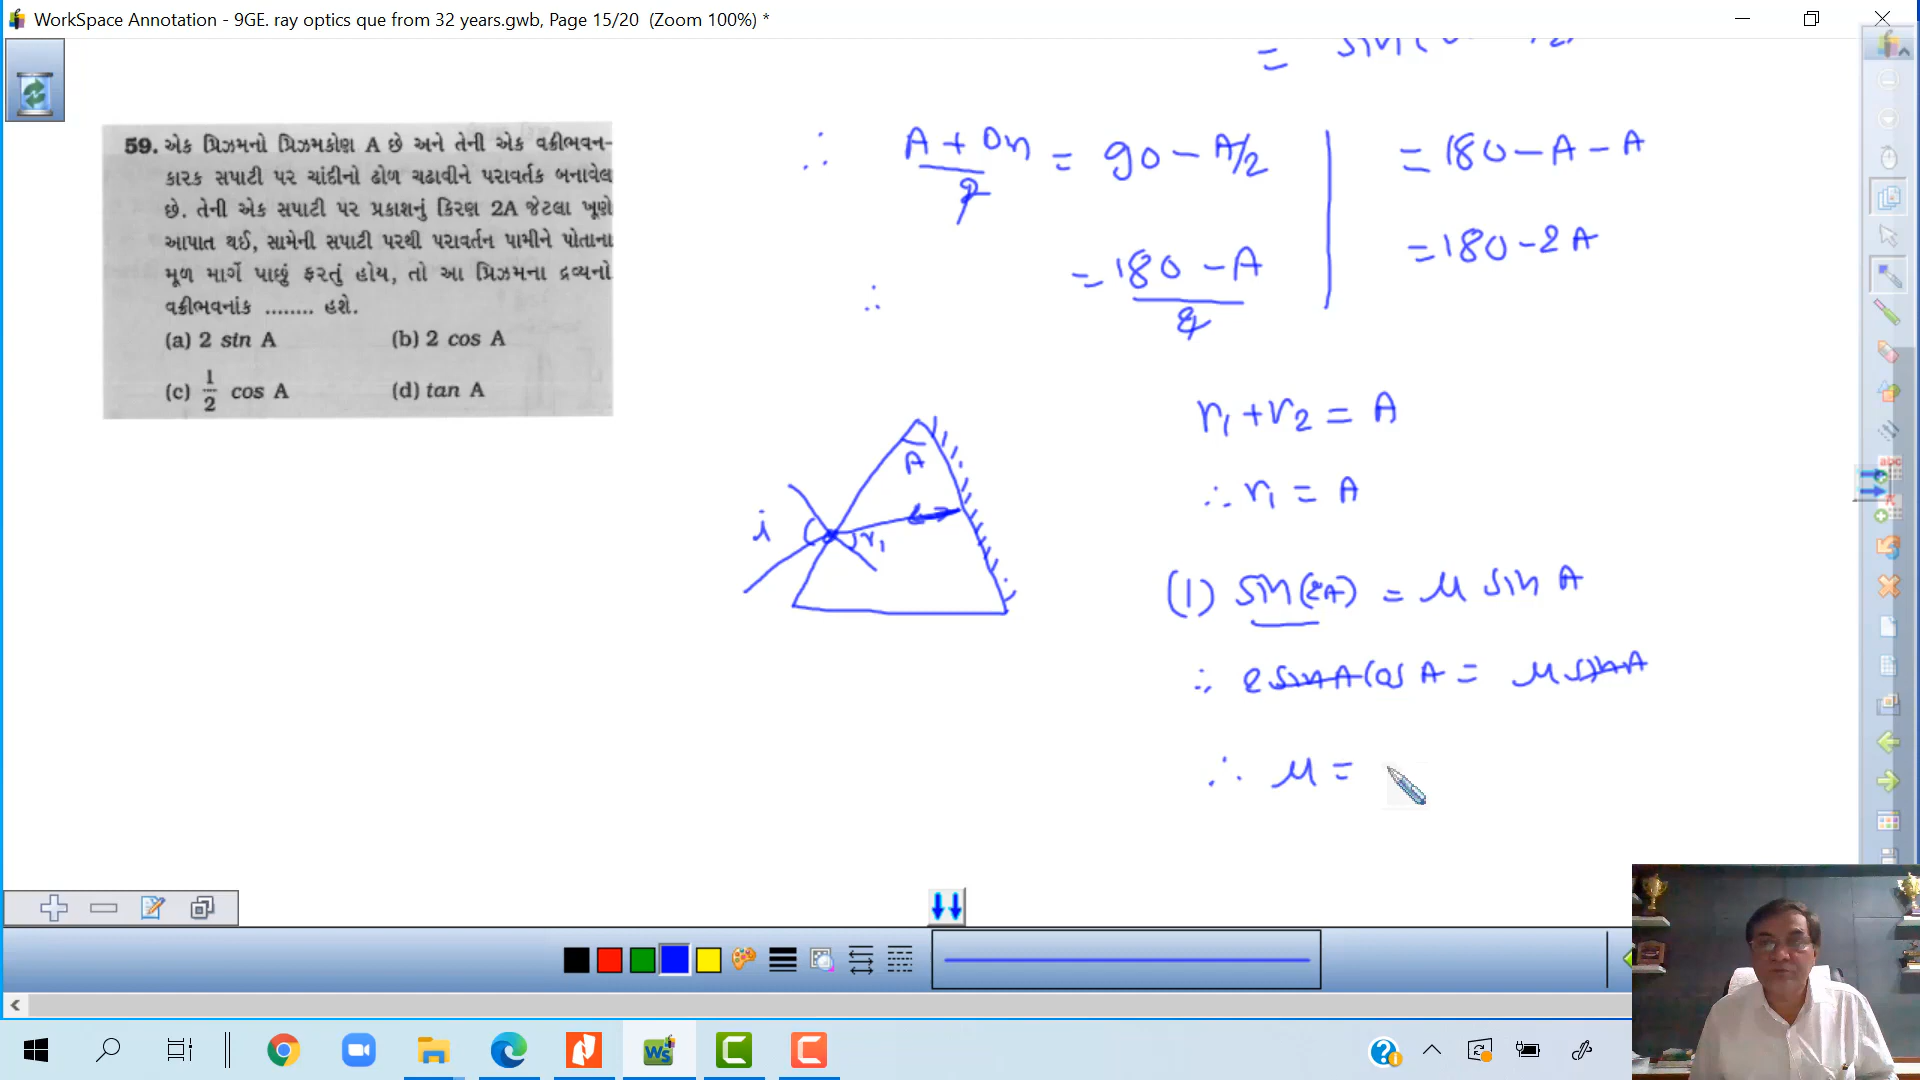 WorkSpace Annotation - 9GE. ray optics que from 32 years.gwb, Page 15/20 (Zoom 100%) *
59. એક પ્રિઝમનો પ્રિઝમકોણ A છે અને તેની એક વક્રીભવન-
કારક સપાટી પર ચાંદીનો ઢોળ ચઢાવીને પરાવર્તક બનાવેલ
છે. તેની એક સપાટી પર પ્રકાશનું કિરણ 2A જેટલા ખૂણે
આપાત થઈ, સામેની સપાટી પરથી પરાવર્તન પામીને પોતાના
મૂળ માર્ગે પાછું ફરતું હોય, તો આ પ્રિઝમના દ્રવ્યનો
વક્રીભવનાંક ........ હશે.
(a) 2 sin A (b) 2 cos A
(c) 1/2 cos A (d) tan A
∴ (A + Dm)/2 = 90 - A/2
∴ = (180 - A)/2
= 180 - A - A
= 180 - 2A
A
i
r₁
r₁ + r₂ = A
∴ r₁ = A
(1) sin(2A) = μ sin A
∴ 2 sin A cos A = μ sin A
∴ μ =